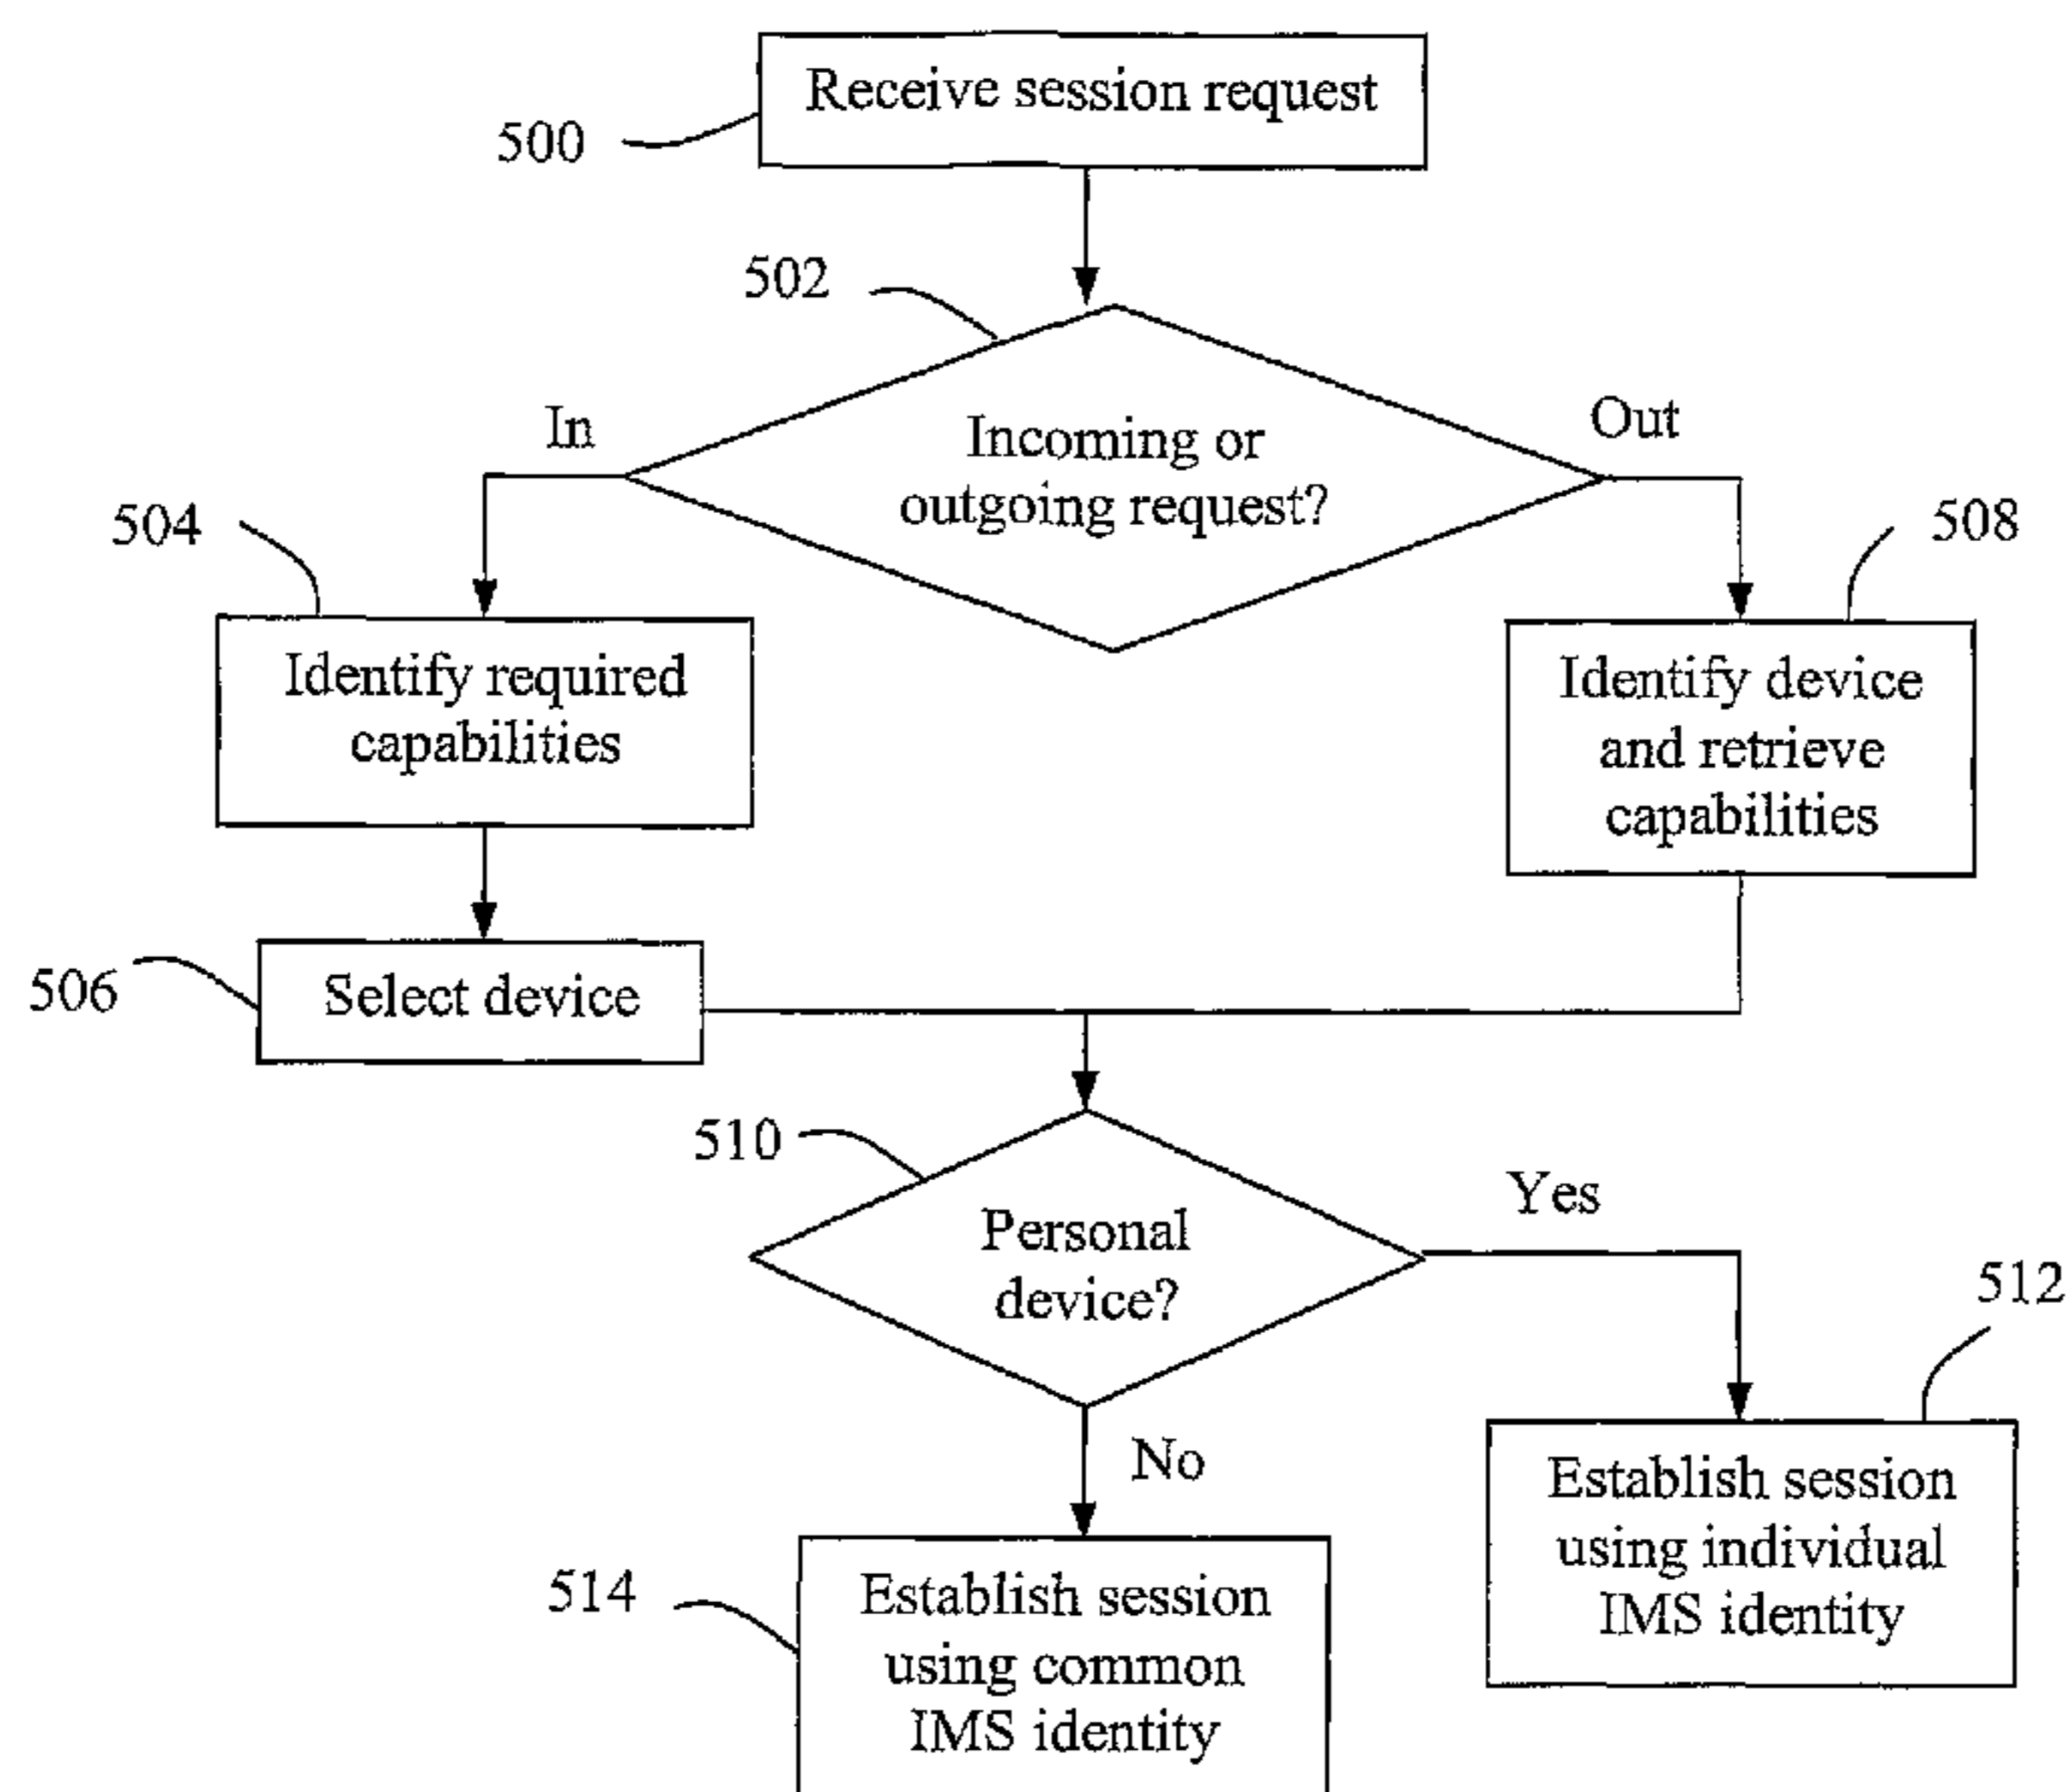 Receive session request
500
502
Incoming or
outgoing request?
In
Out
504
508
Identify required
capabilities
Identify device
and retrieve
capabilities
506
Select device
510
Personal
device?
Yes
512
No
Establish session
using individual
IMS identity
514
Establish session
using common
IMS identity